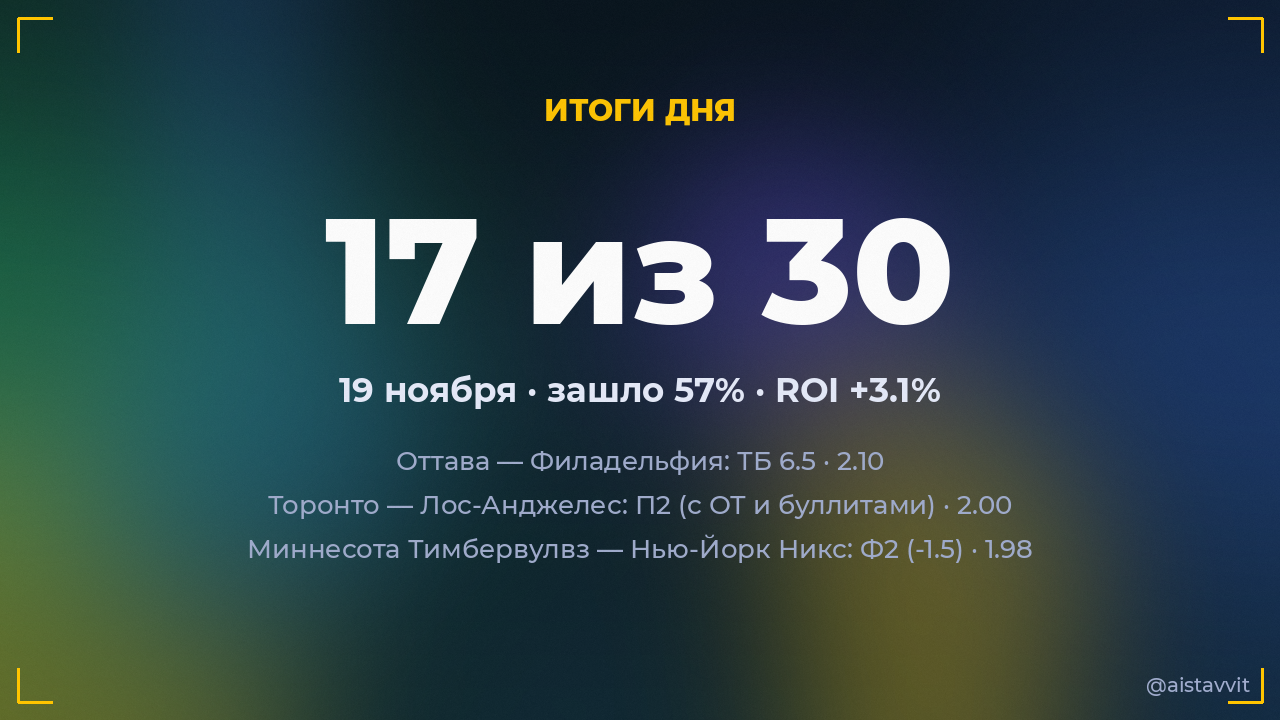 ИТОГИ ДНЯ
17 из 30
19 ноября · зашло 57% · ROI +3.1%
Оттава — Филадельфия: ТБ 6.5 · 2.10
Торонто — Лос-Анджелес: П2 (с ОТ и буллитами) · 2.00
Миннесота Тимбервулвз — Нью-Йорк Никс: Ф2 (-1.5) · 1.98
@aistavvit